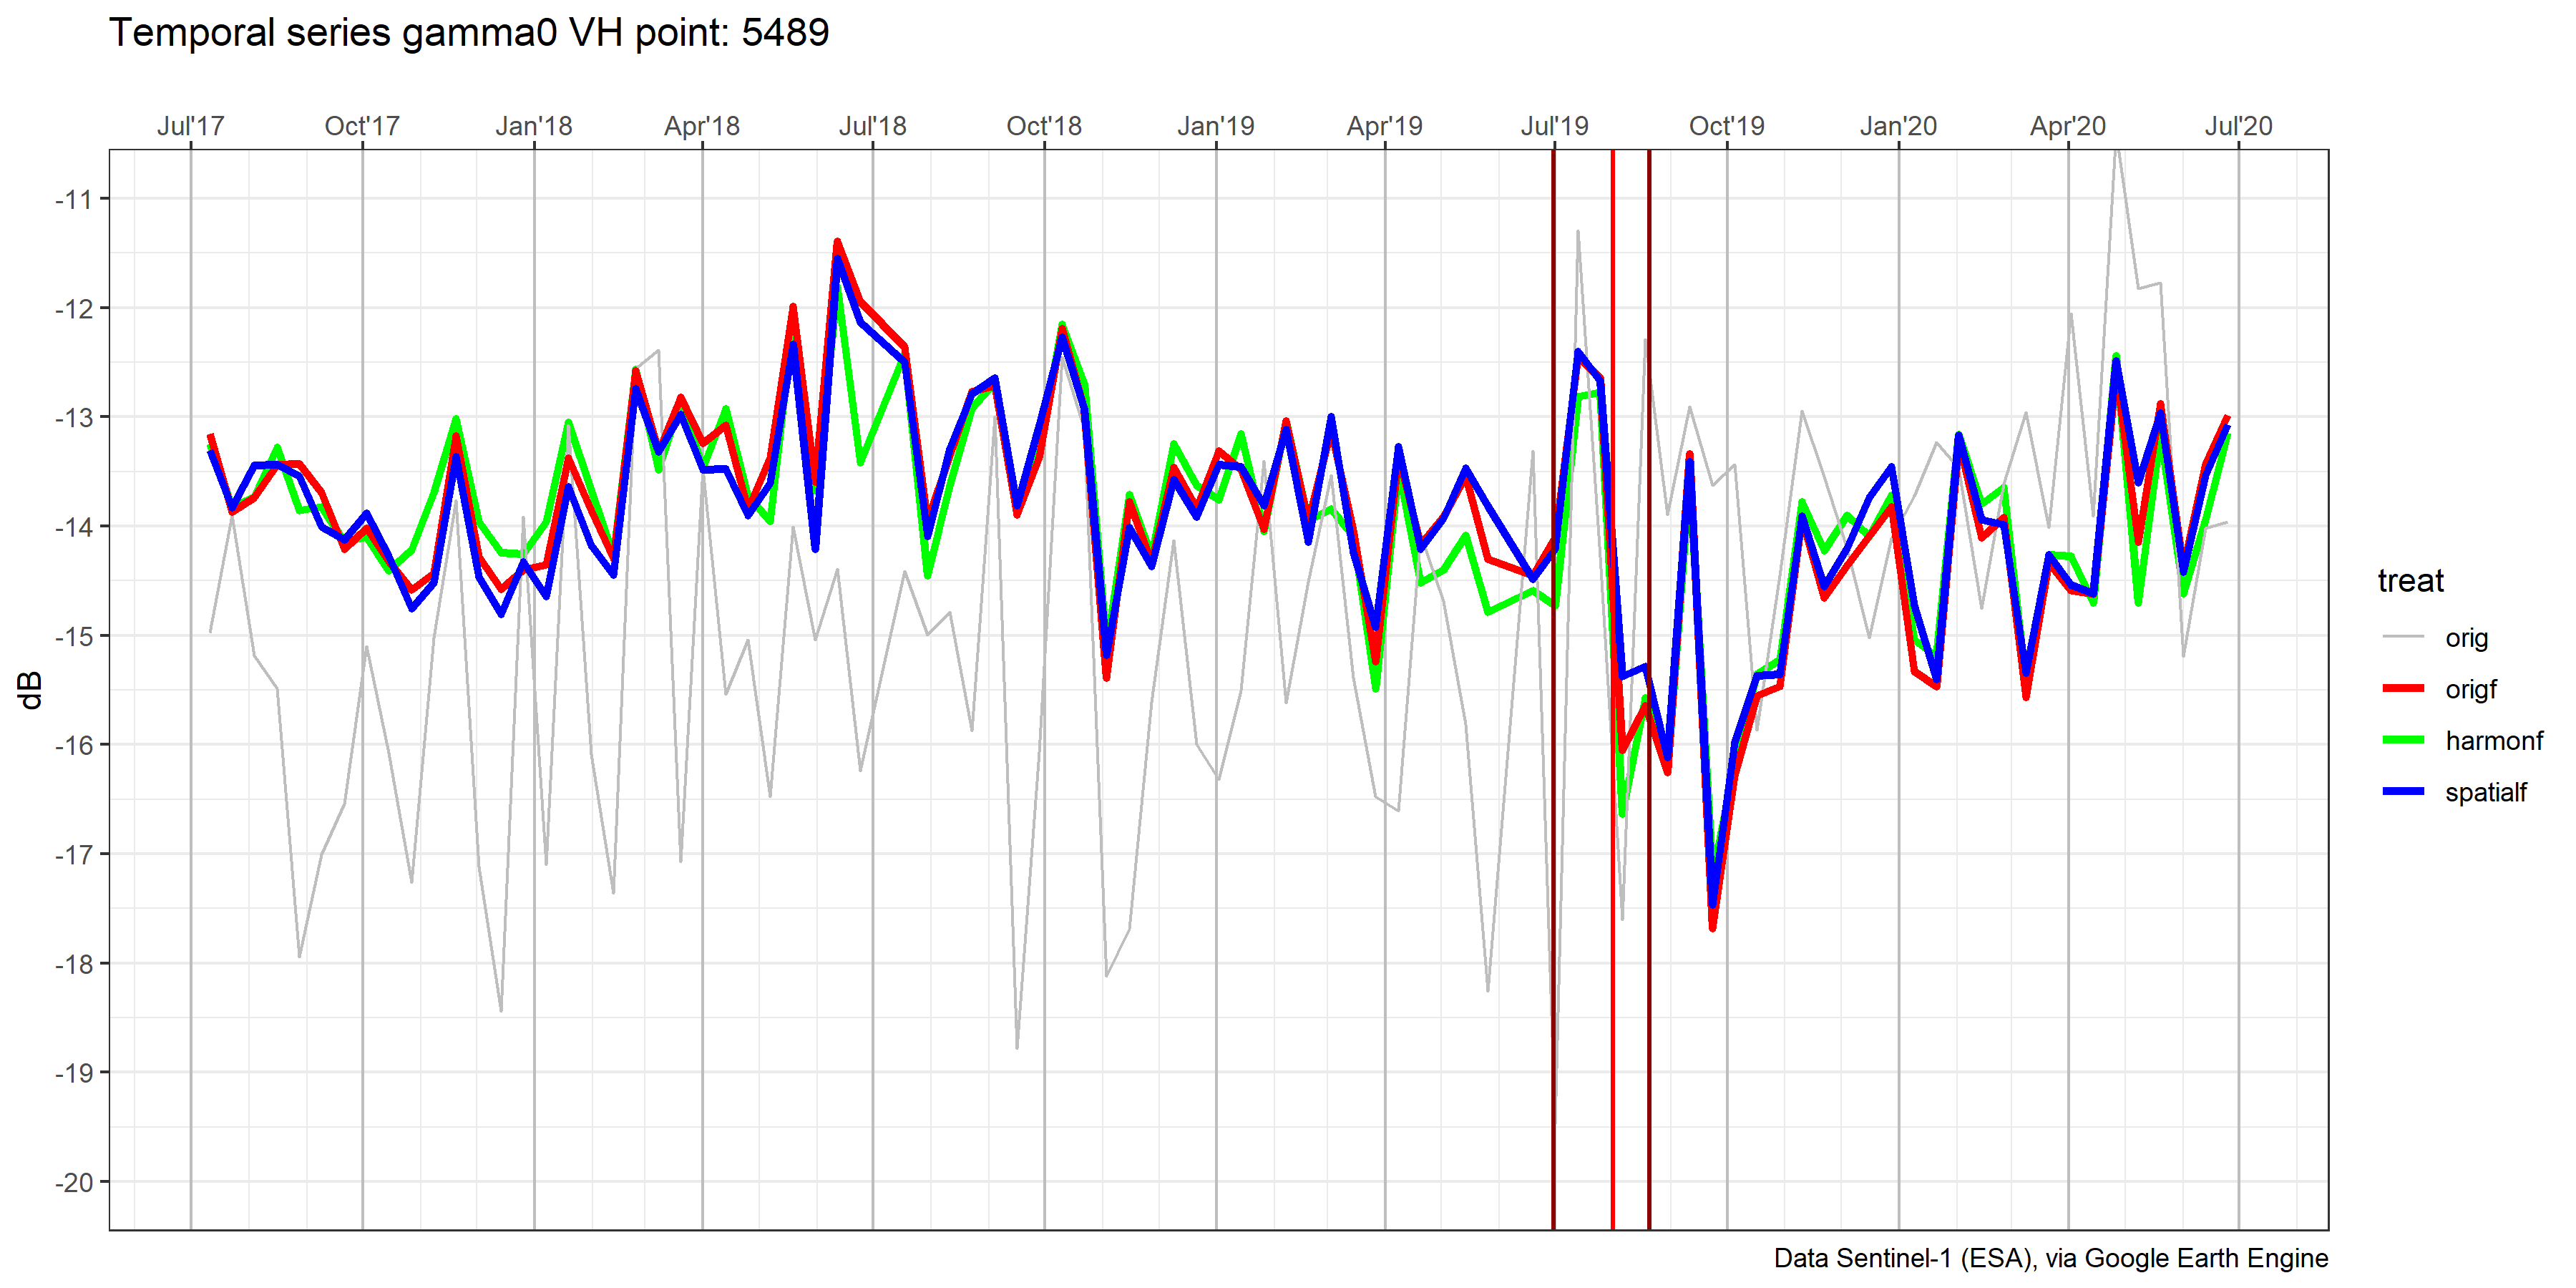 Temporal series gamma0 VH point: 5489
Jul'17 Oct'17 Jan'18 Apr'18 Jul'18 Oct'18 Jan'19 Apr'19 Jul'19 Oct'19 Jan'20 Apr'20 Jul'20
-11
-12
-13
-14
-15
-16
-17
-18
-19
-20
dB
treat
orig
origf
harmonf
spatialf
Data Sentinel-1 (ESA), via Google Earth Engine